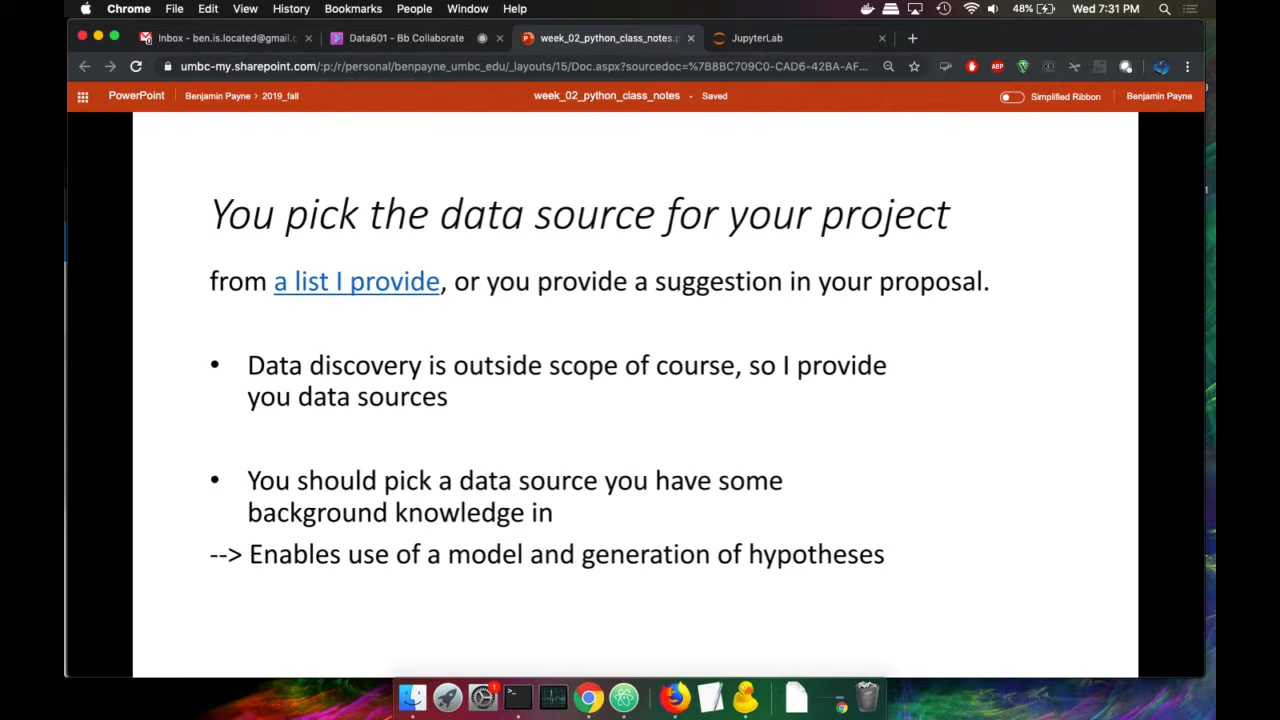 Chrome File Edit View History Bookmarks People Window Help 48% Wed 7:31 PM
Inbox - ben.is.located@gmail.c Data601 - Bb Collaborate week_02_python_class_notes.p JupyterLab
umbc-my.sharepoint.com/:p:/r/personal/benpayne_umbc_edu/_layouts/15/Doc.aspx?sourcedoc=%7B8BC709C0-CAD6-42BA-AF... ABP
PowerPoint Benjamin Payne > 2019_fall week_02_python_class_notes - Saved Simplified Ribbon Benjamin Payne
You pick the data source for your project
from a list I provide, or you provide a suggestion in your proposal.
• Data discovery is outside scope of course, so I provide
you data sources
• You should pick a data source you have some
background knowledge in
--> Enables use of a model and generation of hypotheses
1